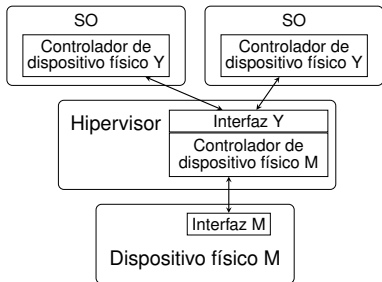 SO
Controlador de
dispositivo físico Y
SO
Controlador de
dispositivo físico Y
Hipervisor
Interfaz Y
Controlador de
dispositivo físico M
Interfaz M
Dispositivo físico M